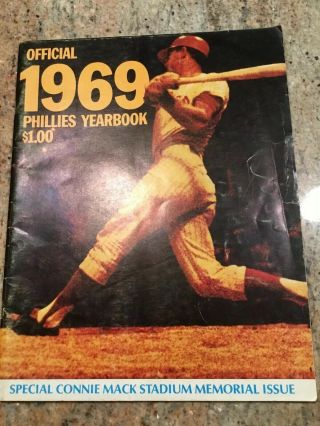 OFFICIAL
1969
PHILLIES YEARBOOK
$1.00
SPECIAL CONNIE MACK STADIUM MEMORIAL ISSUE